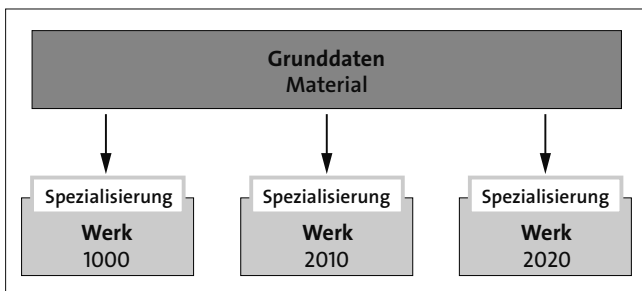 Grunddaten
Material
Spezialisierung
Werk
1000
Spezialisierung
Werk
2010
Spezialisierung
Werk
2020